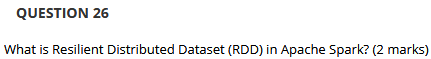 QUESTION 26
What is Resilient Distributed Dataset (RDD) in Apache Spark? (2 marks)